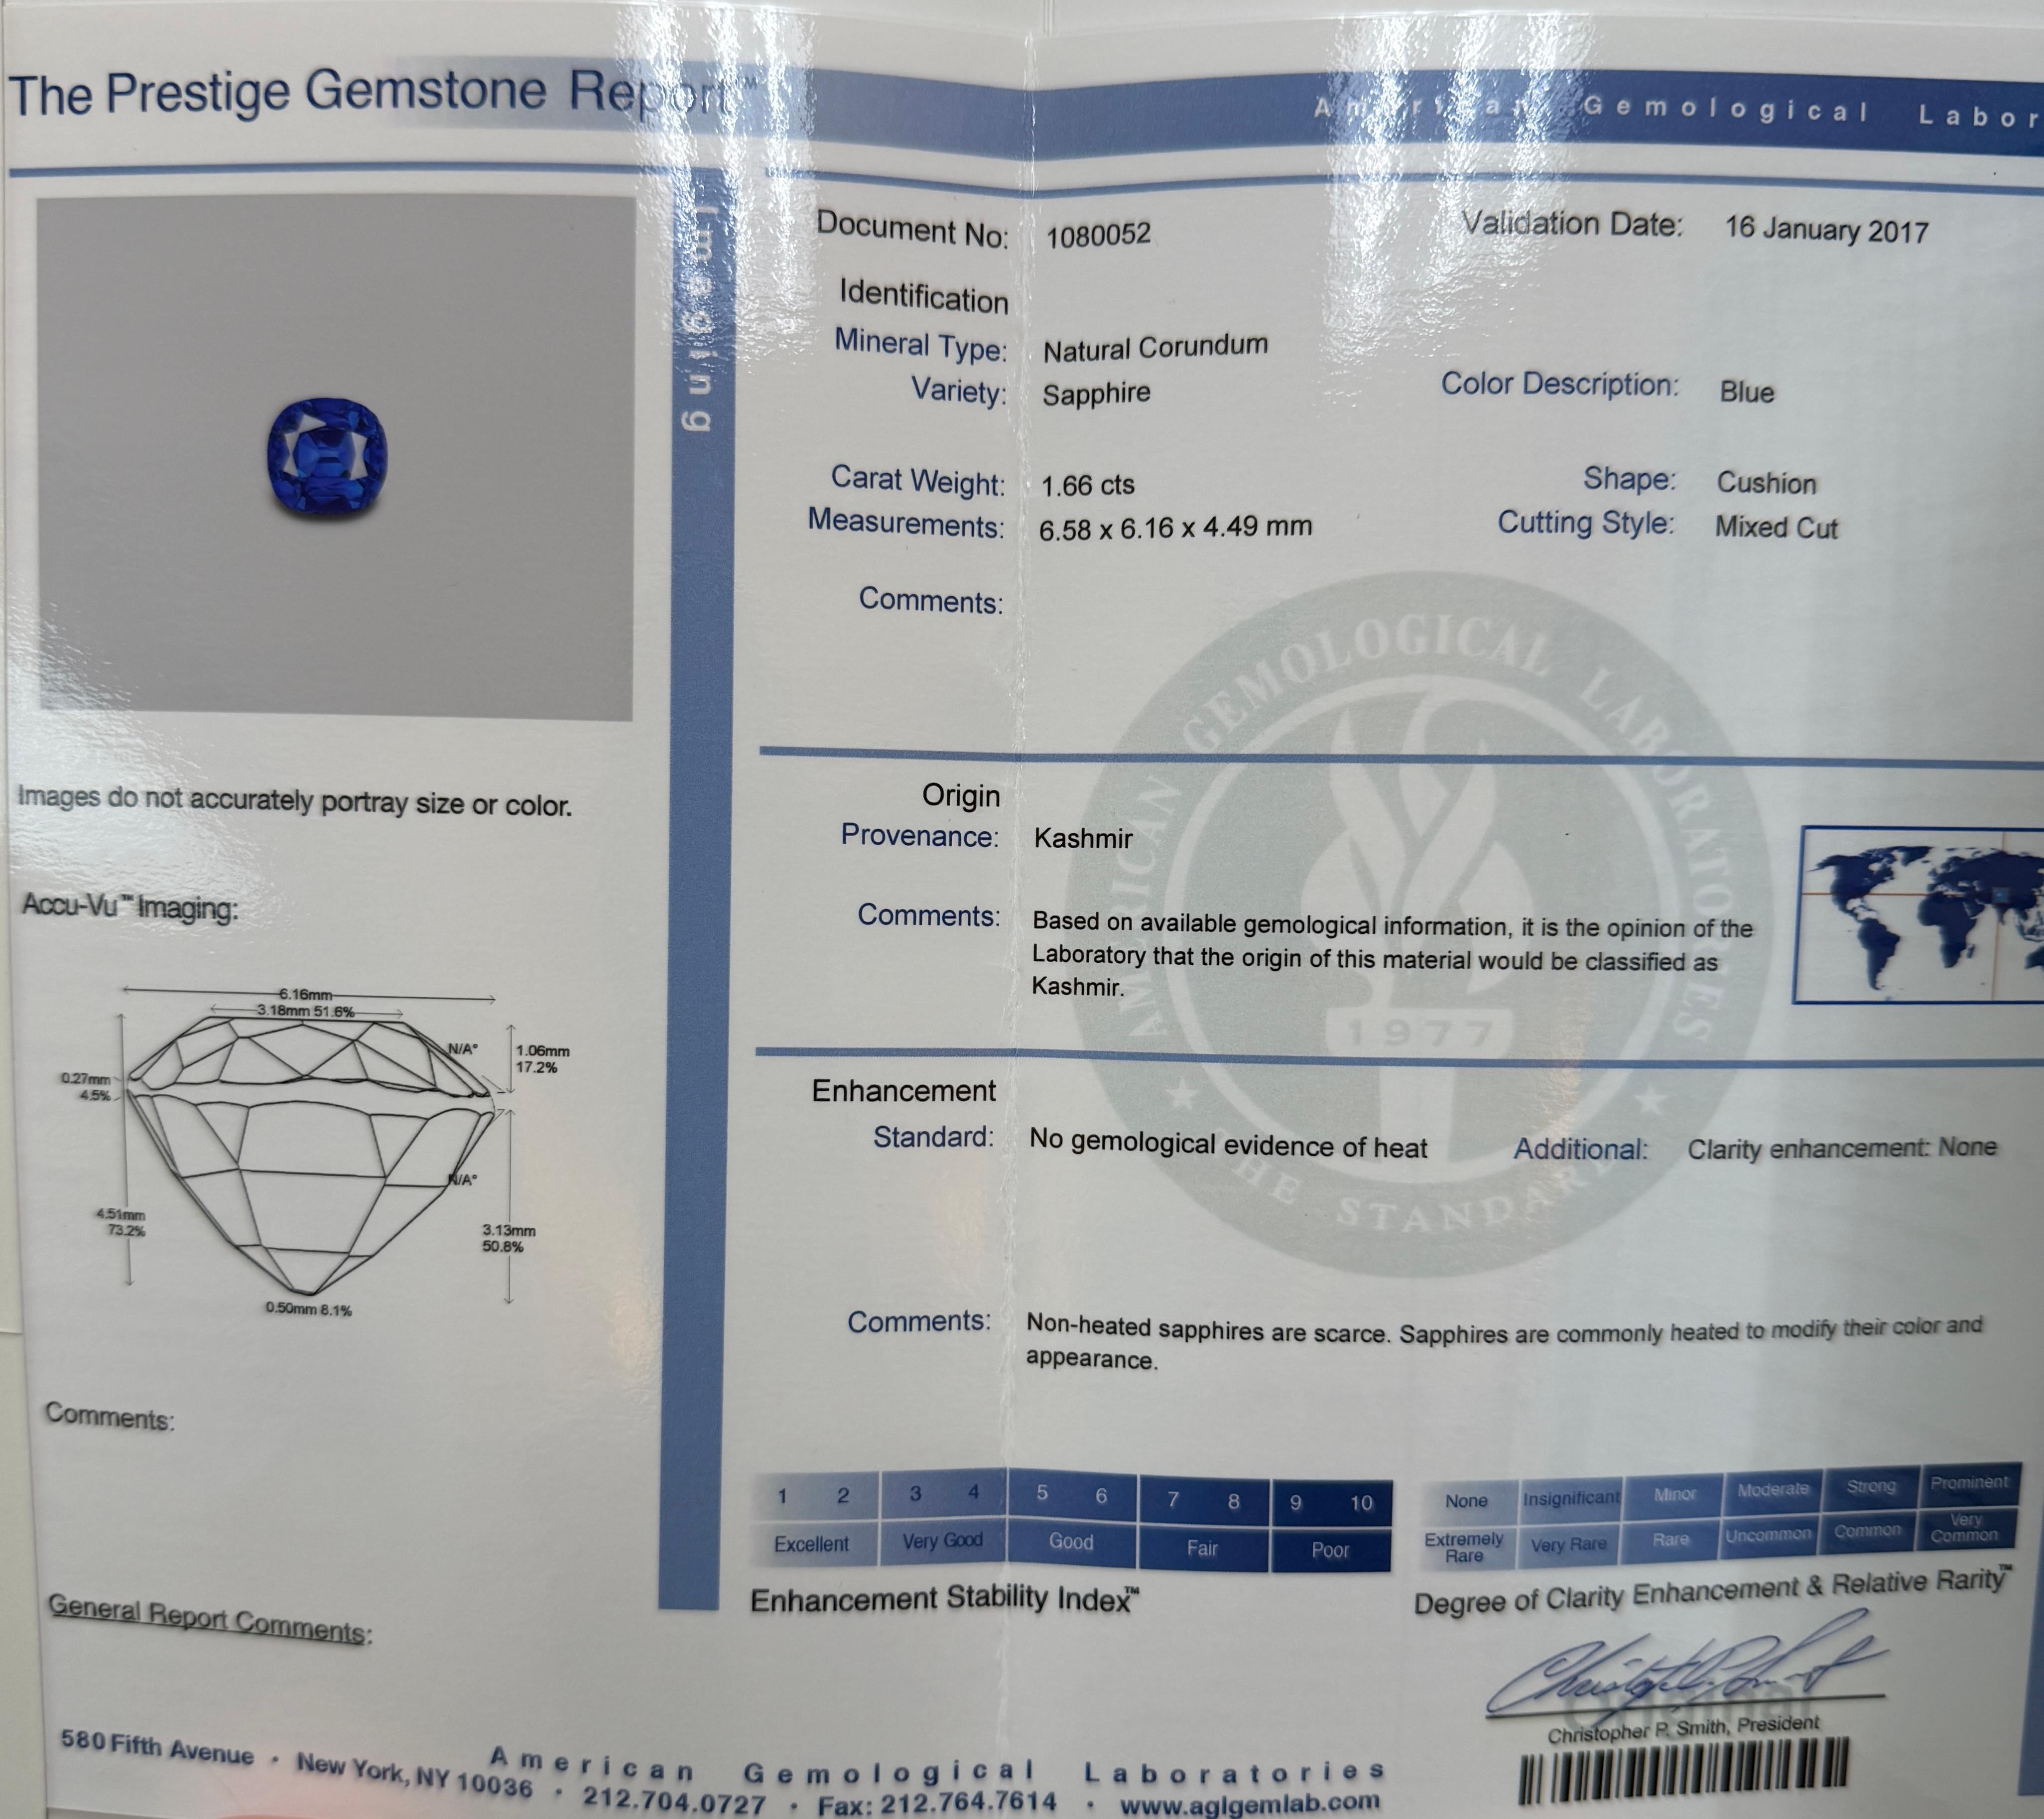 The Prestige Gemstone Report™
American Gemological Labor
Imaging
Document No: 1080052
Validation Date: 16 January 2017
Identification
Mineral Type: Natural Corundum
Variety: Sapphire
Color Description: Blue
Carat Weight: 1.66 cts
Shape: Cushion
Measurements: 6.58 x 6.16 x 4.49 mm
Cutting Style: Mixed Cut
Comments:
AMERICAN GEMOLOGICAL LABORATORIES
1977
THE STANDARD
Images do not accurately portray size or color.
Origin
Provenance: Kashmir
Comments: Based on available gemological information, it is the opinion of the
Laboratory that the origin of this material would be classified as
Kashmir.
Accu-Vu™ Imaging:
6.16mm
3.18mm 51.6%
N/A°
1.06mm
17.2%
0.27mm
4.5%
N/A°
4.51mm
73.2%
3.13mm
50.8%
0.50mm 8.1%
Enhancement
Standard: No gemological evidence of heat
Additional: Clarity enhancement: None
Comments: Non-heated sapphires are scarce. Sapphires are commonly heated to modify their color and
appearance.
Comments:
1 2 3 4 5 6 7 8 9 10
Excellent Very Good Good Fair Poor
Enhancement Stability Index™
None Insignificant Minor Moderate Strong Prominent
Extremely Rare Very Rare Rare Uncommon Common Very Common
Degree of Clarity Enhancement & Relative Rarity™
General Report Comments:
Christopher P. Smith, President
American Gemological Laboratories
580 Fifth Avenue • New York, NY 10036 • 212.704.0727 • Fax: 212.764.7614 • www.aglgemlab.com